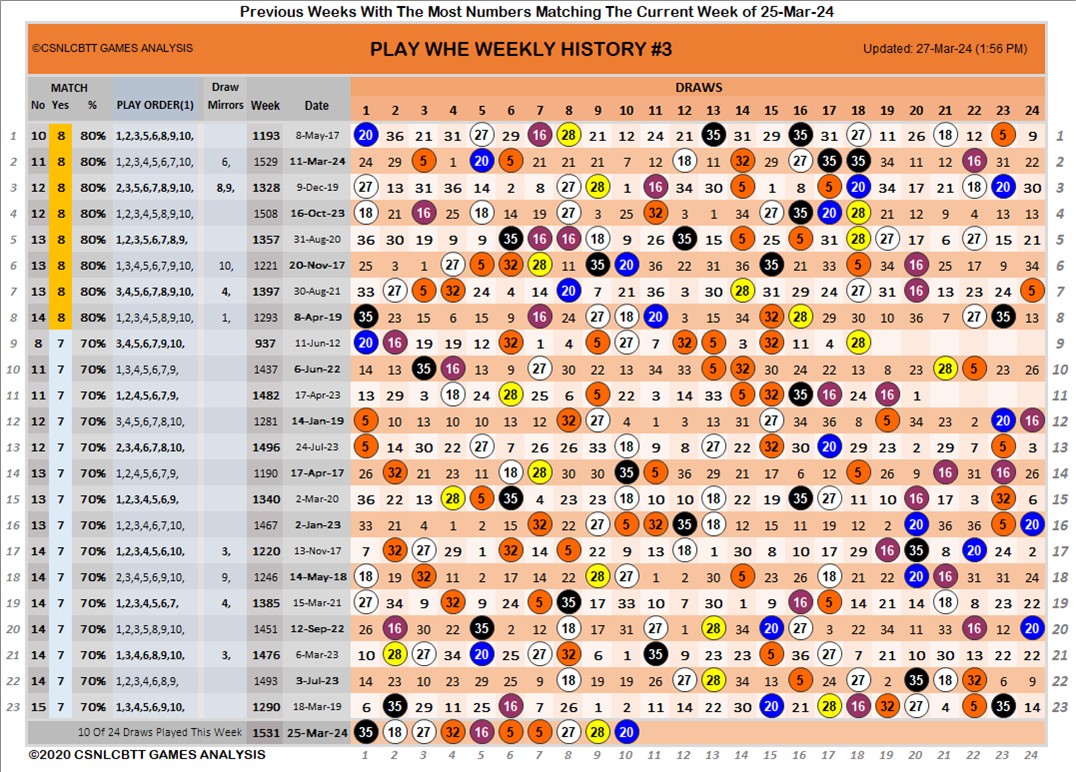 Previous Weeks With The Most Numbers Matching The Current Week of 25-Mar-24
©CSNLCBTT GAMES ANALYSIS PLAY WHE WEEKLY HISTORY #3 Updated: 27-Mar-24 (1:56 PM)
MATCH Draw DRAWS
No Yes % PLAY ORDER(1) Mirrors Week Date 1 2 3 4 5 6 7 8 9 10 11 12 13 14 15 16 17 18 19 20 21 22 23 24
1 10 8 80% 1,2,3,5,6,8,9,10, 1193 8-May-17 20 36 21 31 27 29 16 28 21 12 24 21 35 31 29 35 31 27 11 26 18 12 5 9 1
2 11 8 80% 1,2,3,4,5,6,7,10, 6, 1529 11-Mar-24 24 29 5 1 20 5 21 21 21 7 12 18 11 32 29 27 35 35 34 11 22 16 31 22 2
3 12 8 80% 2,3,5,6,7,8,9,10, 8,9, 1328 9-Dec-19 27 13 31 36 14 2 8 27 28 1 16 34 30 5 1 8 5 20 34 17 21 18 20 30 3
4 12 8 80% 1,2,3,4,5,8,9,10, 1508 16-Oct-23 18 21 16 25 18 14 19 27 3 25 32 3 1 34 27 35 20 28 21 22 9 4 13 13 4
5 13 8 80% 1,2,3,5,6,7,8,9, 1357 31-Aug-20 36 30 19 9 9 35 16 16 18 9 26 35 15 5 25 5 31 28 27 17 6 27 15 21 5
6 13 8 80% 1,3,4,5,6,7,9,10, 10, 1221 20-Nov-17 25 3 1 27 5 32 28 11 35 20 36 22 31 36 35 21 33 5 34 16 25 17 9 34 6
7 13 8 80% 3,4,5,6,7,8,9,10, 4, 1397 30-Aug-21 33 27 5 32 24 4 14 20 7 21 36 3 30 28 31 29 24 27 31 16 13 23 24 5 7
8 14 8 80% 1,2,4,5,8,9,10, 1, 1293 8-Apr-19 35 23 15 6 15 9 16 24 27 18 20 3 15 34 32 28 29 30 10 36 7 27 35 13 8
9 8 7 70% 3,4,5,6,7,9,10, 937 11-Jun-12 20 16 19 19 12 32 1 4 5 27 7 32 5 3 32 11 4 28 9
10 11 7 70% 1,3,4,5,6,7,9, 1437 6-Jun-22 14 13 35 16 13 9 27 30 22 13 34 33 5 32 30 24 22 13 8 23 28 5 23 26 10
11 11 7 70% 1,2,4,5,6,7,9, 1482 17-Apr-23 13 29 3 18 24 28 25 6 5 22 3 14 33 5 32 35 16 24 16 1 11
12 12 7 70% 3,4,5,6,7,8,10, 1281 14-Jan-19 5 10 13 10 10 13 12 32 27 4 1 3 13 31 27 34 36 8 5 34 23 2 20 16 12
13 12 7 70% 2,3,4,6,7,8,10, 1496 24-Jul-23 5 14 30 22 27 7 26 26 33 18 9 8 27 22 32 30 20 29 23 2 29 7 5 3 13
14 13 7 70% 1,2,4,5,6,7,9, 1190 17-Apr-17 26 32 21 23 11 18 28 30 30 35 5 36 29 21 17 6 12 5 26 9 16 31 16 26 14
15 13 7 70% 1,2,3,4,5,6,9, 1340 2-Mar-20 36 22 13 28 5 35 4 23 23 18 10 10 18 22 19 35 27 11 20 16 17 3 32 6 15
16 13 7 70% 1,2,3,4,6,7,10, 1467 2-Jan-23 33 21 4 1 2 15 32 22 27 5 32 35 18 12 15 11 19 12 2 20 36 36 5 20 16
17 14 7 70% 1,2,3,4,5,6,10, 3, 1220 13-Nov-17 7 32 27 29 1 32 14 5 22 9 13 18 1 30 8 10 17 29 16 35 8 20 24 2 17
18 14 7 70% 2,3,4,5,6,9,10, 9, 1246 14-May-18 18 19 32 11 2 17 14 22 28 27 1 2 30 5 23 26 18 21 22 20 16 31 31 24 18
19 14 7 70% 1,2,3,4,5,6,7, 4, 1385 15-Mar-21 27 34 9 32 9 24 5 35 17 33 10 7 30 1 9 16 5 19 14 21 14 18 8 23 22 19
20 14 7 70% 1,2,3,5,8,9,10, 1451 12-Sep-22 26 16 30 22 35 2 12 18 17 31 27 1 28 34 20 27 3 22 34 11 33 16 12 20 20
21 14 7 70% 1,3,4,6,8,9,10, 3, 1476 6-Mar-23 10 28 27 34 20 25 27 32 6 1 35 9 23 23 5 36 27 7 21 10 30 13 22 22 21
22 14 7 70% 1,2,3,4,6,8,9, 1493 3-Jul-23 14 23 10 23 29 25 9 18 19 19 26 27 28 34 13 5 24 27 2 35 18 32 6 9 22
23 15 7 70% 1,3,4,5,6,9,10, 1290 18-Mar-19 6 35 29 11 25 16 7 26 1 2 11 10 22 14 20 21 28 16 32 27 4 5 35 14 23
10 Of 24 Draws Played This Week 1531 25-Mar-24 35 18 27 32 16 5 5 27 28 20
©2020 CSNLCBTT GAMES ANALYSIS 1 2 3 4 5 6 7 8 9 10 11 12 13 14 15 16 17 18 19 20 21 22 23 24